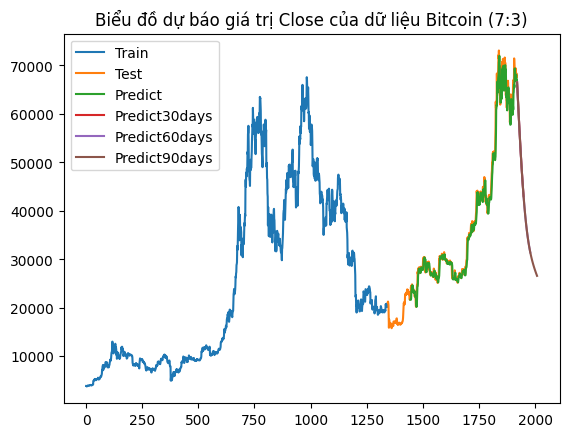 Biểu đồ dự báo giá trị Close của dữ liệu Bitcoin (7:3)
Train
Test
Predict
Predict30days
Predict60days
Predict90days
70000
60000
50000
40000
30000
20000
10000
0 250 500 750 1000 1250 1500 1750 2000